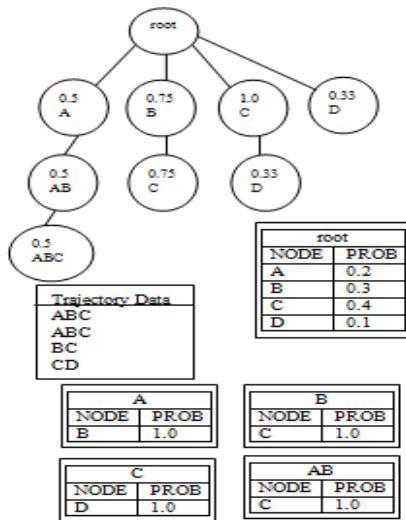 root
0.5
A
0.75
B
1.0
C
0.33
D
0.5
AB
0.75
C
0.33
D
0.5
ABC
root
NODE PROB
A 0.2
B 0.3
C 0.4
D 0.1
Trajectory Data
ABC
ABC
BC
CD
A
NODE PROB
B 1.0
B
NODE PROB
C 1.0
C
NODE PROB
D 1.0
AB
NODE PROB
C 1.0